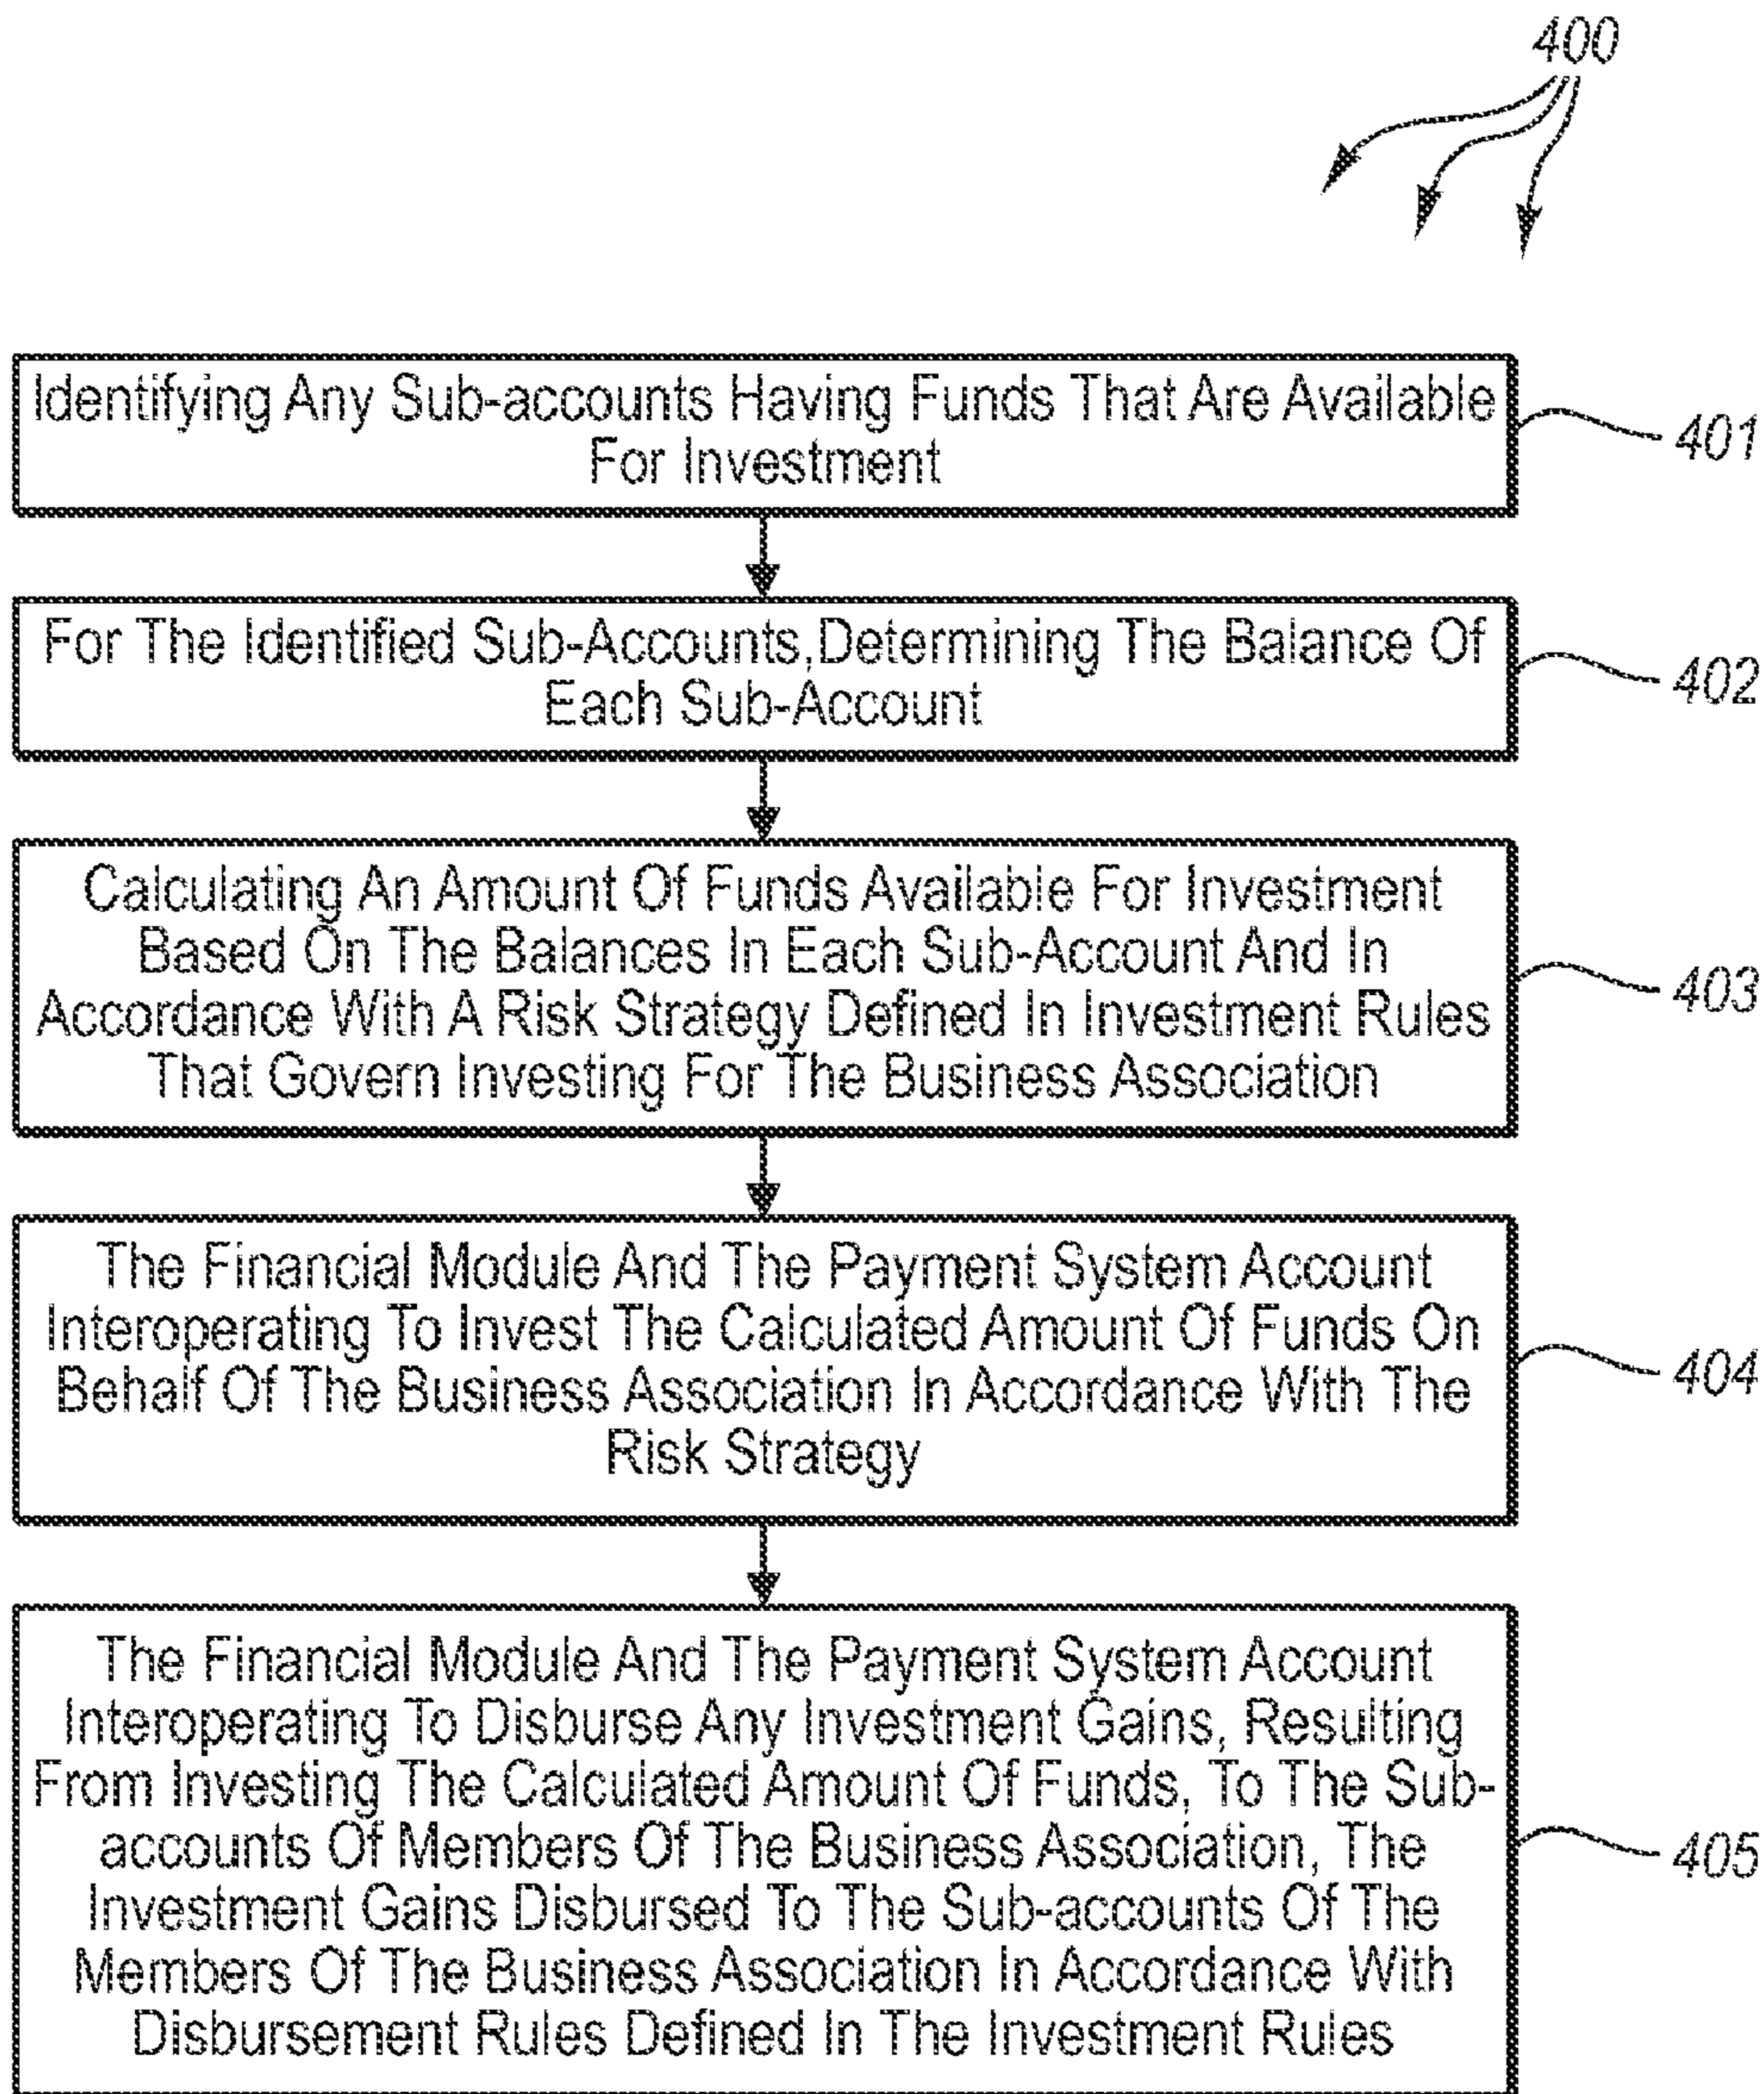 400
Identifying Any Sub-accounts Having Funds That Are Available
For Investment
401
For The Identified Sub-Accounts,Determining The Balance Of
Each Sub-Account
402
Calculating An Amount Of Funds Available For Investment
Based On The Balances In Each Sub-Account And In
Accordance With A Risk Strategy Defined In Investment Rules
That Govern Investing For The Business Association
403
The Financial Module And The Payment System Account
Interoperating To Invest The Calculated Amount Of Funds On
Behalf Of The Business Association In Accordance With The
Risk Strategy
404
The Financial Module And The Payment System Account
Interoperating To Disburse Any Investment Gains, Resulting
From Investing The Calculated Amount Of Funds, To The Sub-
accounts Of Members Of The Business Association, The
Investment Gains Disbursed To The Sub-accounts Of The
Members Of The Business Association In Accordance With
Disbursement Rules Defined In The Investment Rules
405